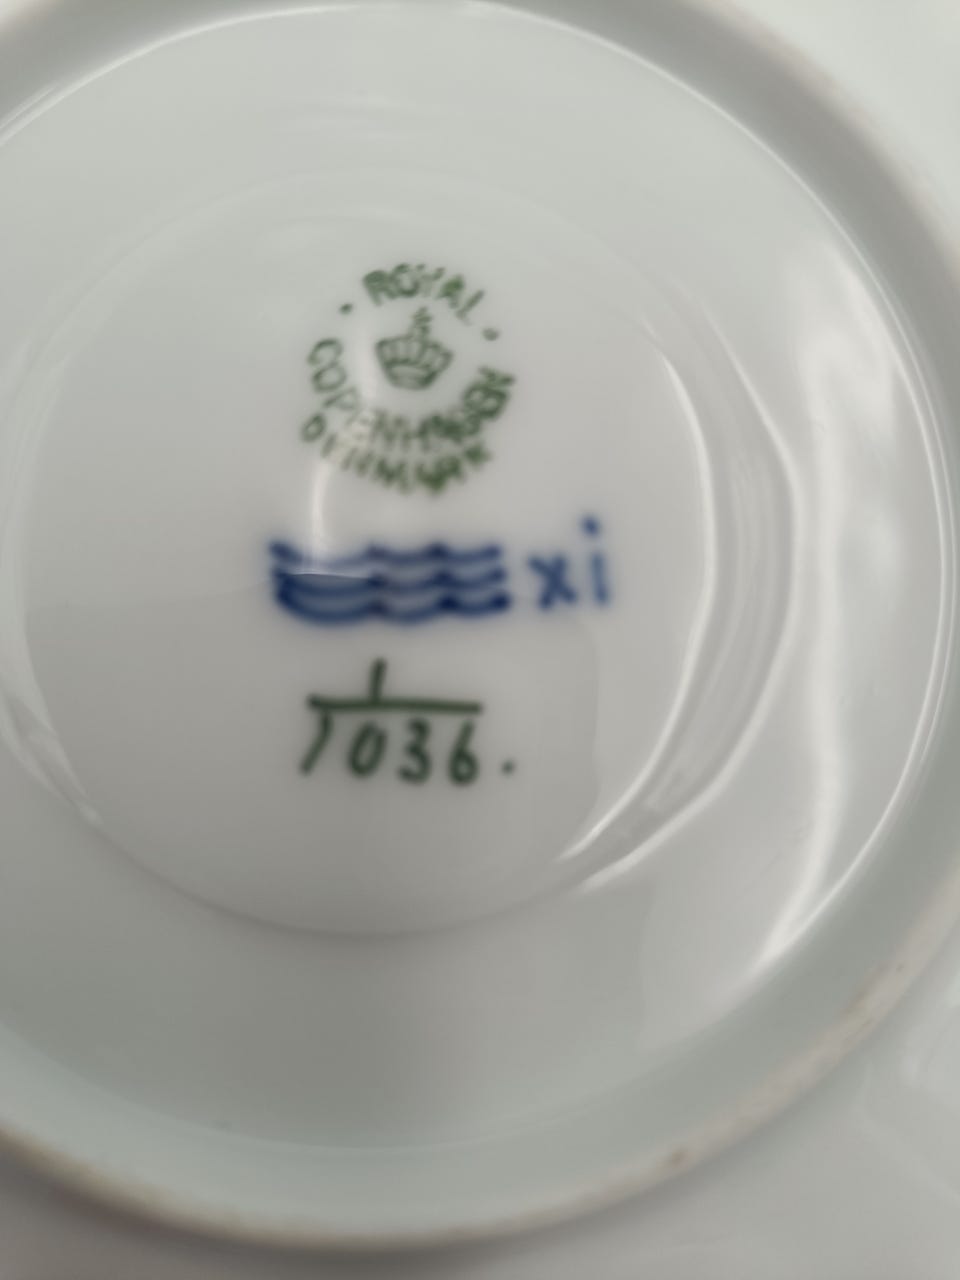 · ROYAL ·
COPENHAGEN
DENMARK
xi
1
1036.